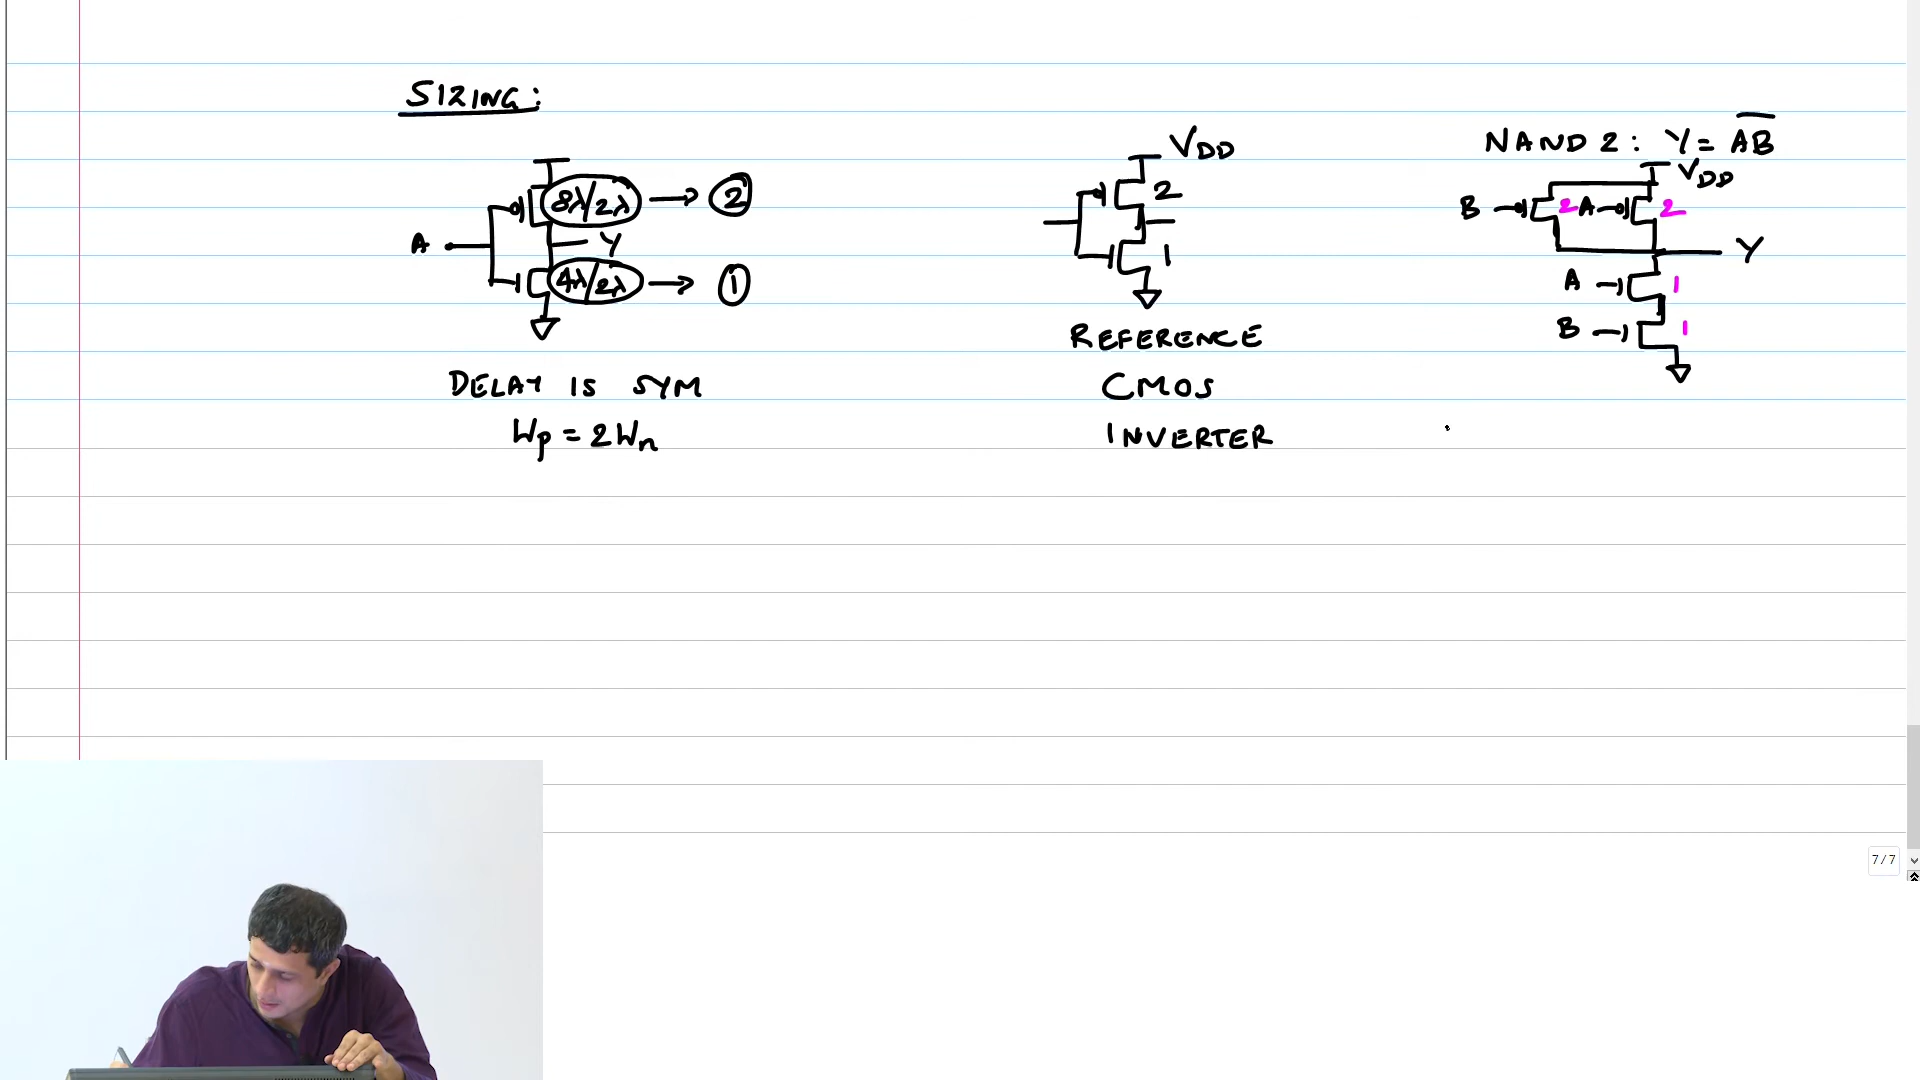 SIZING:
8λ/2λ → 2
A
Y
4λ/2λ → 1
DELAY IS SYM
Wp = 2Wn
VDD
2
1
REFERENCE
CMOS
INVERTER
NAND 2: Y = \overline{AB}
VDD
B 2 A 2
Y
A 1
B 1
7/7